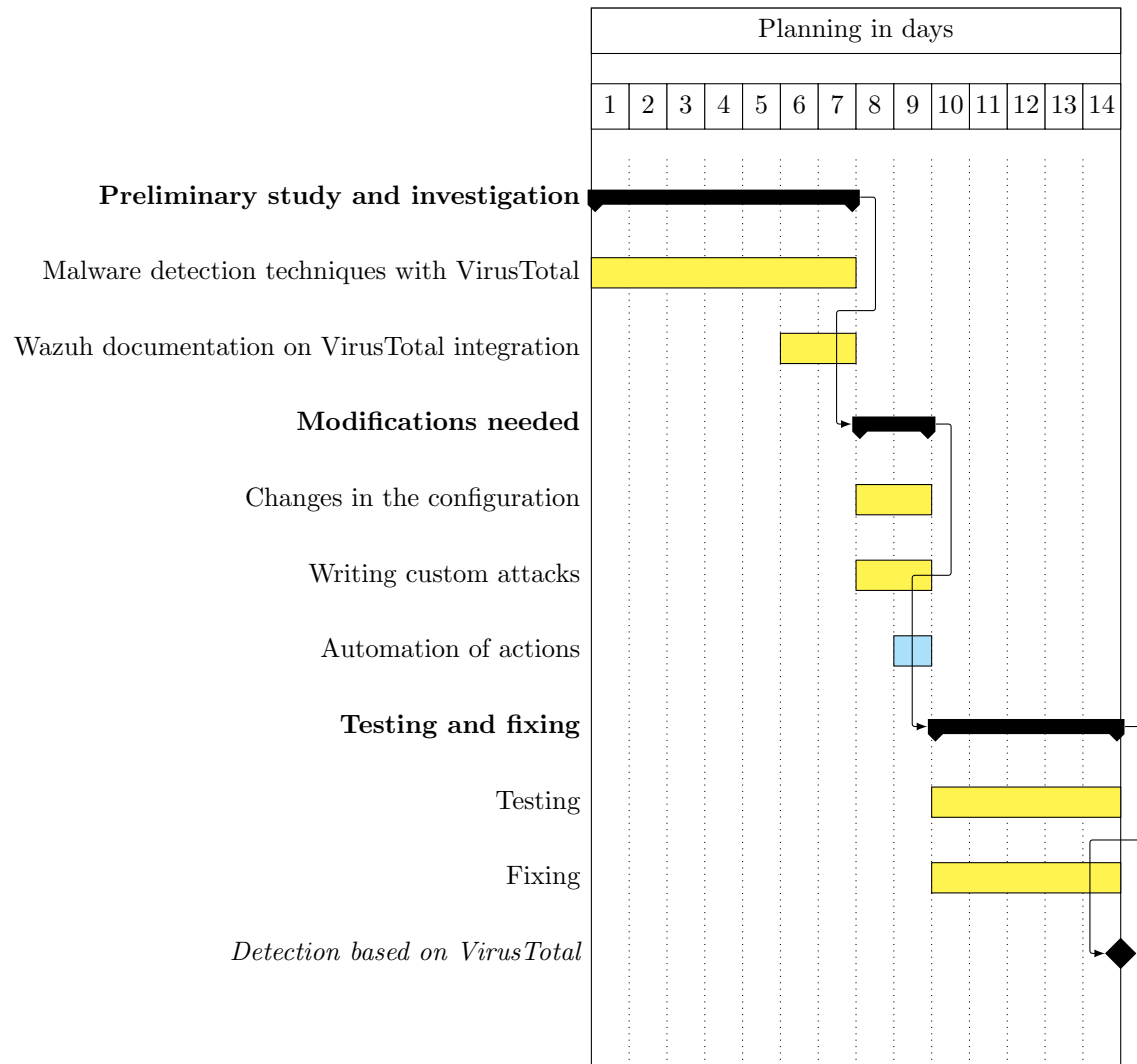 Planning in days
1 2 3 4 5 6 7 8 9 10 11 12 13 14
Preliminary study and investigation
Malware detection techniques with VirusTotal
Wazuh documentation on VirusTotal integration
Modifications needed
Changes in the configuration
Writing custom attacks
Automation of actions
Testing and fixing
Testing
Fixing
Detection based on VirusTotal